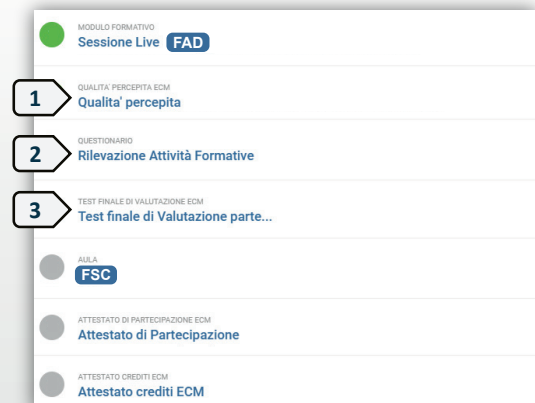 MODULO FORMATIVO
Sessione Live FAD
1
QUALITA' PERCEPITA ECM
Qualita' percepita
2
QUESTIONARIO
Rilevazione Attività Formative
3
TEST FINALE DI VALUTAZIONE ECM
Test finale di Valutazione parte...
AULA
FSC
ATTESTATO DI PARTECIPAZIONE ECM
Attestato di Partecipazione
ATTESTATO CREDITI ECM
Attestato crediti ECM